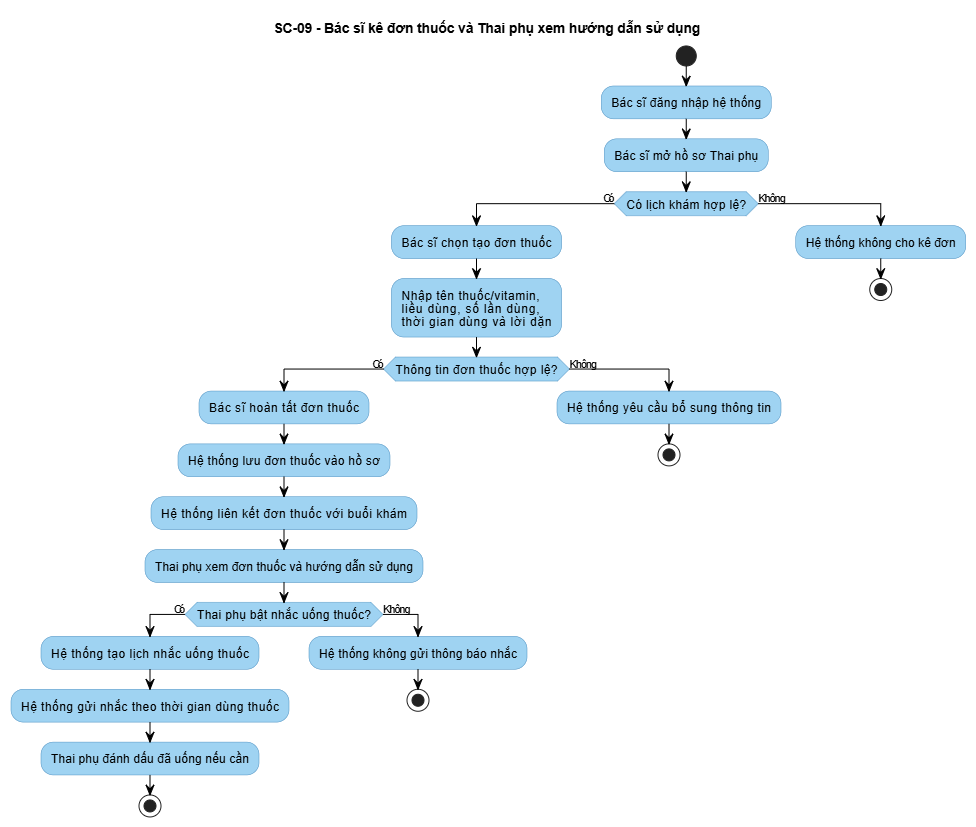 SC-09 - Bác sĩ kê đơn thuốc và Thai phụ xem hướng dẫn sử dụng
Bác sĩ đăng nhập hệ thống
Bác sĩ mở hồ sơ Thai phụ
Có lịch khám hợp lệ?
Có
Không
Bác sĩ chọn tạo đơn thuốc
Hệ thống không cho kê đơn
Nhập tên thuốc/vitamin,
liều dùng, số lần dùng,
thời gian dùng và lời dặn
Thông tin đơn thuốc hợp lệ?
Có
Không
Bác sĩ hoàn tất đơn thuốc
Hệ thống yêu cầu bổ sung thông tin
Hệ thống lưu đơn thuốc vào hồ sơ
Hệ thống liên kết đơn thuốc với buổi khám
Thai phụ xem đơn thuốc và hướng dẫn sử dụng
Thai phụ bật nhắc uống thuốc?
Có
Không
Hệ thống tạo lịch nhắc uống thuốc
Hệ thống không gửi thông báo nhắc
Hệ thống gửi nhắc theo thời gian dùng thuốc
Thai phụ đánh dấu đã uống nếu cần